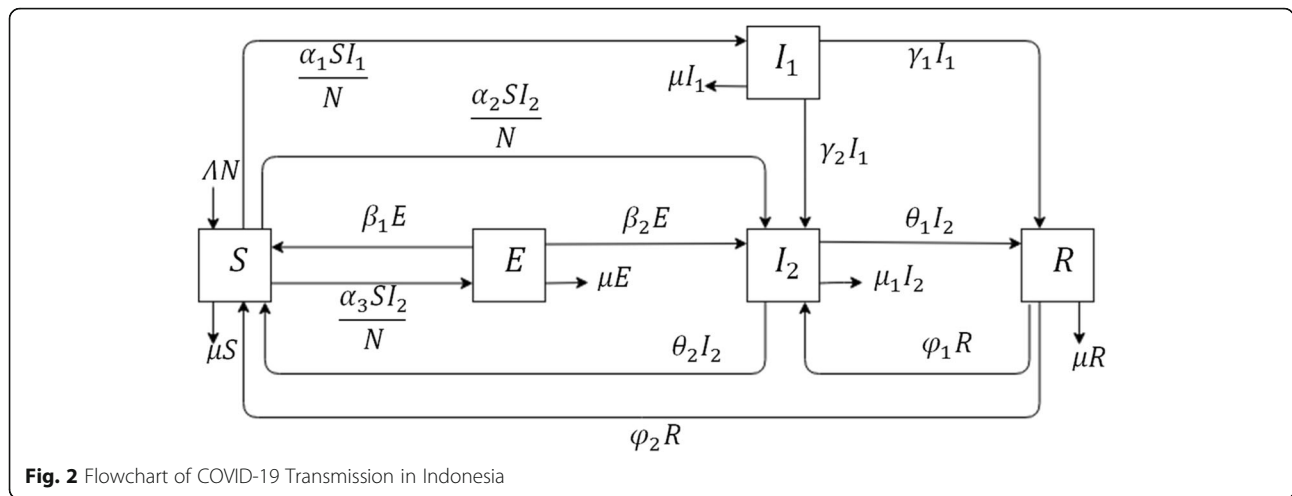 I₁
γ₁I₁
α₁SI₁
N
μI₁
α₂SI₂
N
γ₂I₁
ΛN
β₁E
β₂E
θ₁I₂
S
E
I₂
R
μE
μ₁I₂
α₃SI₂
N
μS
θ₂I₂
φ₁R
μR
φ₂R
Fig. 2 Flowchart of COVID-19 Transmission in Indonesia